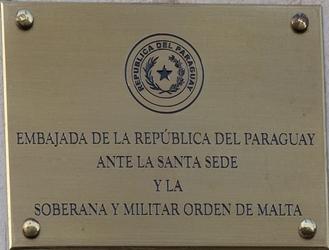 REPUBLICA DEL PARAGUAY
EMBAJADA DE LA REPÚBLICA DEL PARAGUAY
ANTE LA SANTA SEDE
Y LA
SOBERANA Y MILITAR ORDEN DE MALTA